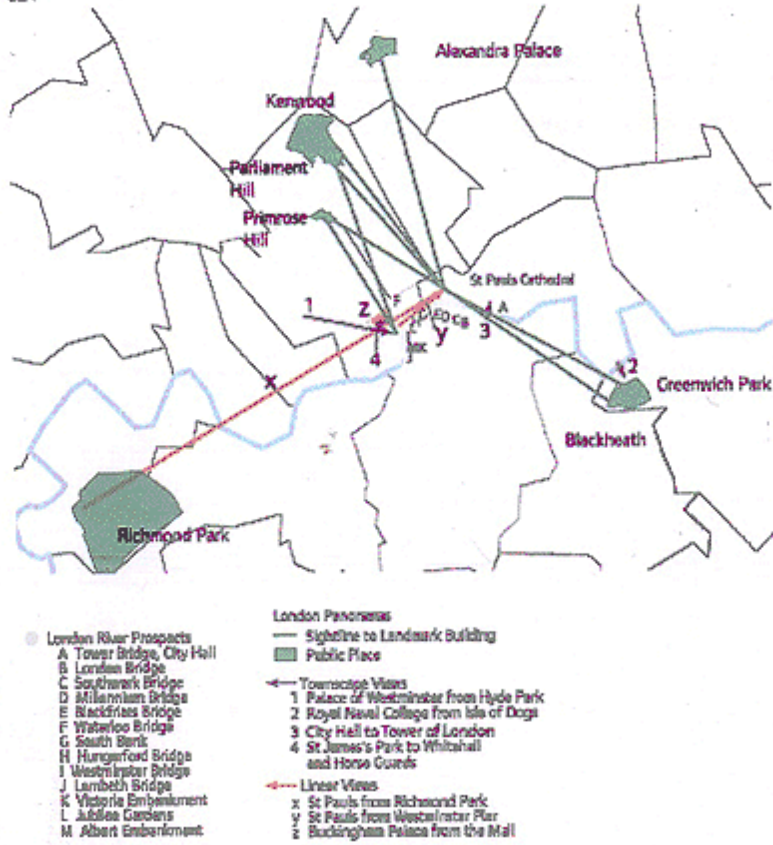 Alexandra Palace
Kenwood
Parliament
Hill
Primrose
Hill
St Pauls Cathedral
1
z
F
E D C B
A
3
y
4
x
2
Greenwich Park
Blackheath
Richmond Park
London River Prospects
A Tower Bridge, City Hall
B London Bridge
C Southwark Bridge
D Millennium Bridge
E Blackfriars Bridge
F Waterloo Bridge
G South Bank
H Hungerford Bridge
I Westminster Bridge
J Lambeth Bridge
K Victoria Embankment
L Jubilee Gardens
M Albert Embankment
London Panoramas
Sightline to Landmark Building
Public Place
Townscape Views
1 Palace of Westminster from Hyde Park
2 Royal Naval College from Isle of Dogs
3 City Hall to Tower of London
4 St James's Park to Whitehall
and Horse Guards
Linear Views
x St Pauls from Richmond Park
y St Pauls from Westminster Pier
z Buckingham Palace from the Mall